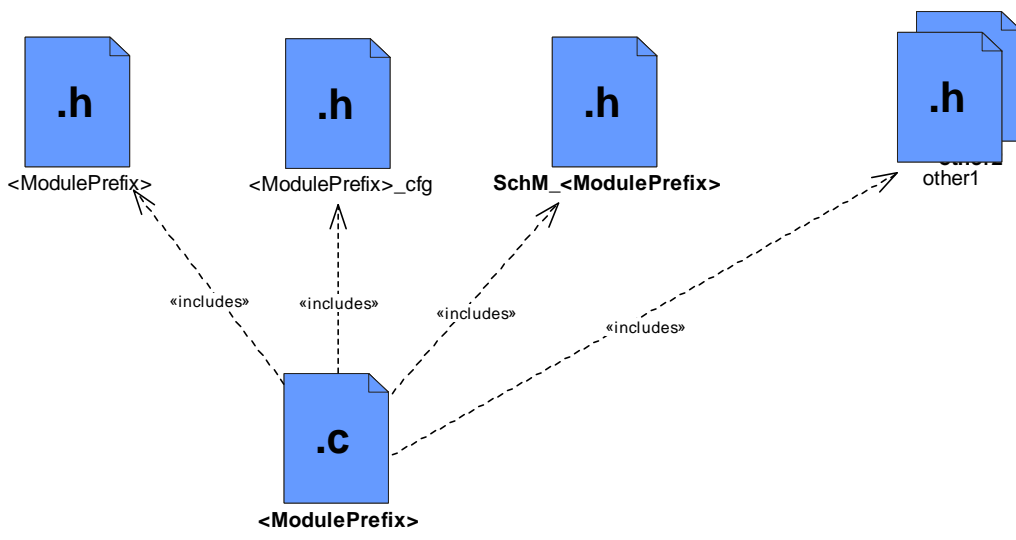 .h
.h
.h
.h
<ModulePrefix>
<ModulePrefix>_cfg
SchM_<ModulePrefix>
other1
«includes»
«includes»
«includes»
«includes»
.c
<ModulePrefix>